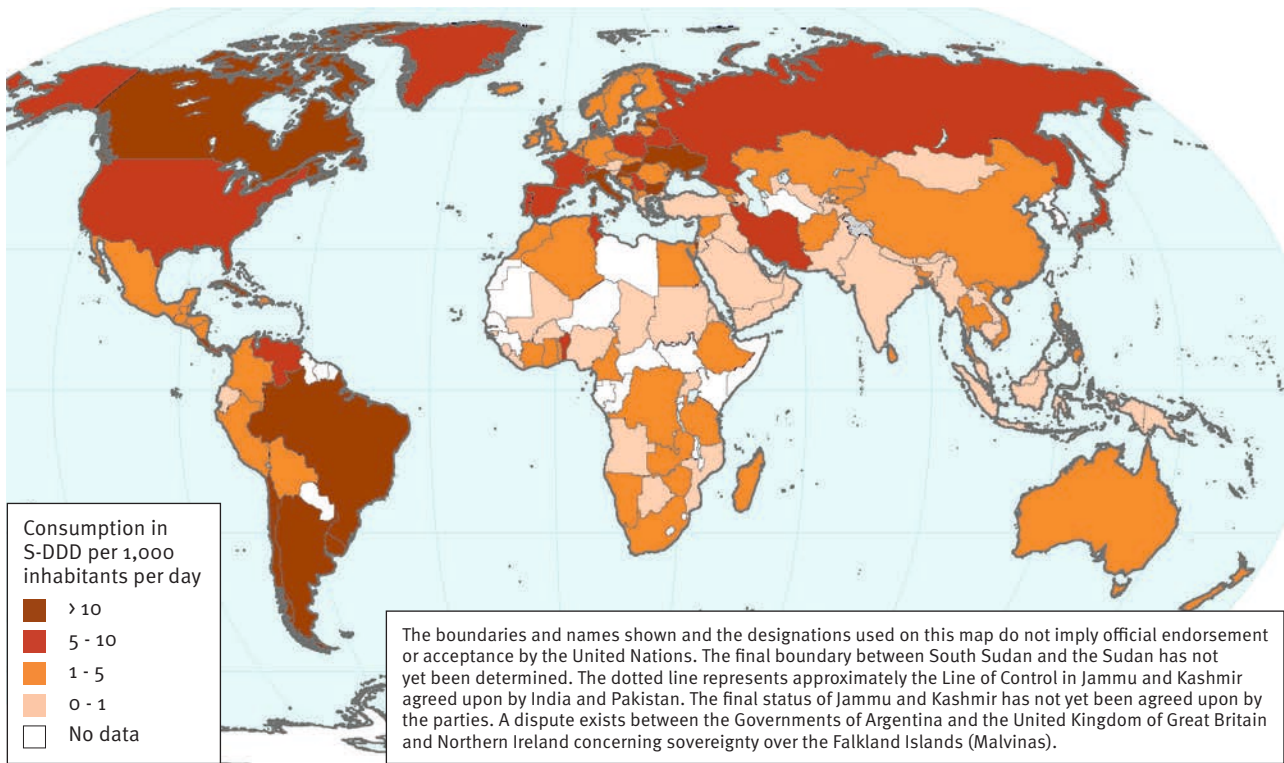 Consumption in
S-DDD per 1,000
inhabitants per day
> 10
5 - 10
1 - 5
0 - 1
No data
The boundaries and names shown and the designations used on this map do not imply official endorsement
or acceptance by the United Nations. The final boundary between South Sudan and the Sudan has not
yet been determined. The dotted line represents approximately the Line of Control in Jammu and Kashmir
agreed upon by India and Pakistan. The final status of Jammu and Kashmir has not yet been agreed upon by
the parties. A dispute exists between the Governments of Argentina and the United Kingdom of Great Britain
and Northern Ireland concerning sovereignty over the Falkland Islands (Malvinas).